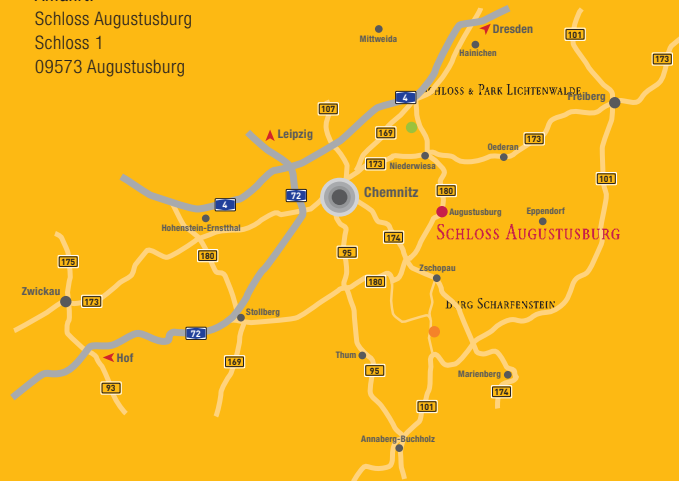 Schloss Augustusburg
Schloss 1
09573 Augustusburg
Mittweida
Dresden
Hainichen
101
173
4
Schloss & Park Lichtenwalde
Freiberg
107
Leipzig
169
Oederan
173
173
Niederwiesa
72
Chemnitz
180
101
4
Augustusburg
Eppendorf
Hohenstein-Ernstthal
Schloss Augustusburg
174
95
180
175
Zschopau
180
Zwickau
173
Burg Scharfenstein
Stollberg
72
Hof
Thum
169
95
Marienberg
93
174
101
Annaberg-Buchholz